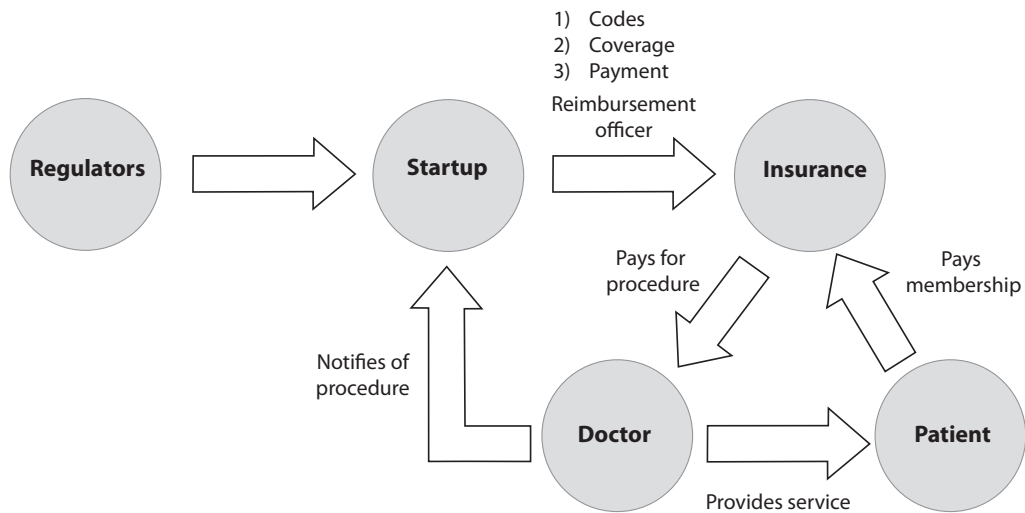 1) Codes
2) Coverage
3) Payment
Reimbursement
officer
Regulators
Startup
Insurance
Pays for
procedure
Pays
membership
Notifies of
procedure
Doctor
Patient
Provides service